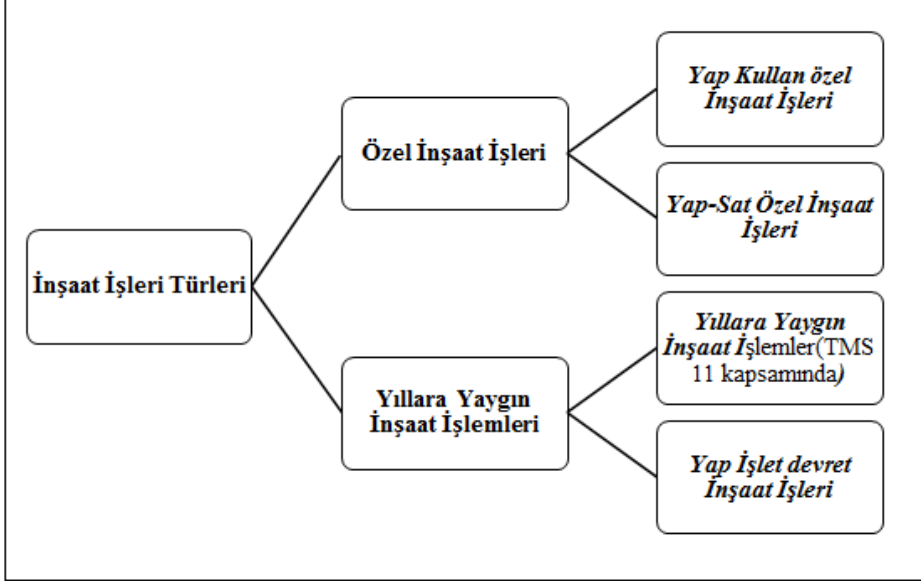 İnşaat İşleri Türleri
Özel İnşaat İşleri
Yap Kullan özel
İnşaat İşleri
Yap-Sat Özel İnşaat
İşleri
Yıllara Yaygın
İnşaat İşlemleri
Yıllara Yaygın
İnşaat İşlemler(TMS
11 kapsamında)
Yap İşlet devret
İnşaat İşleri